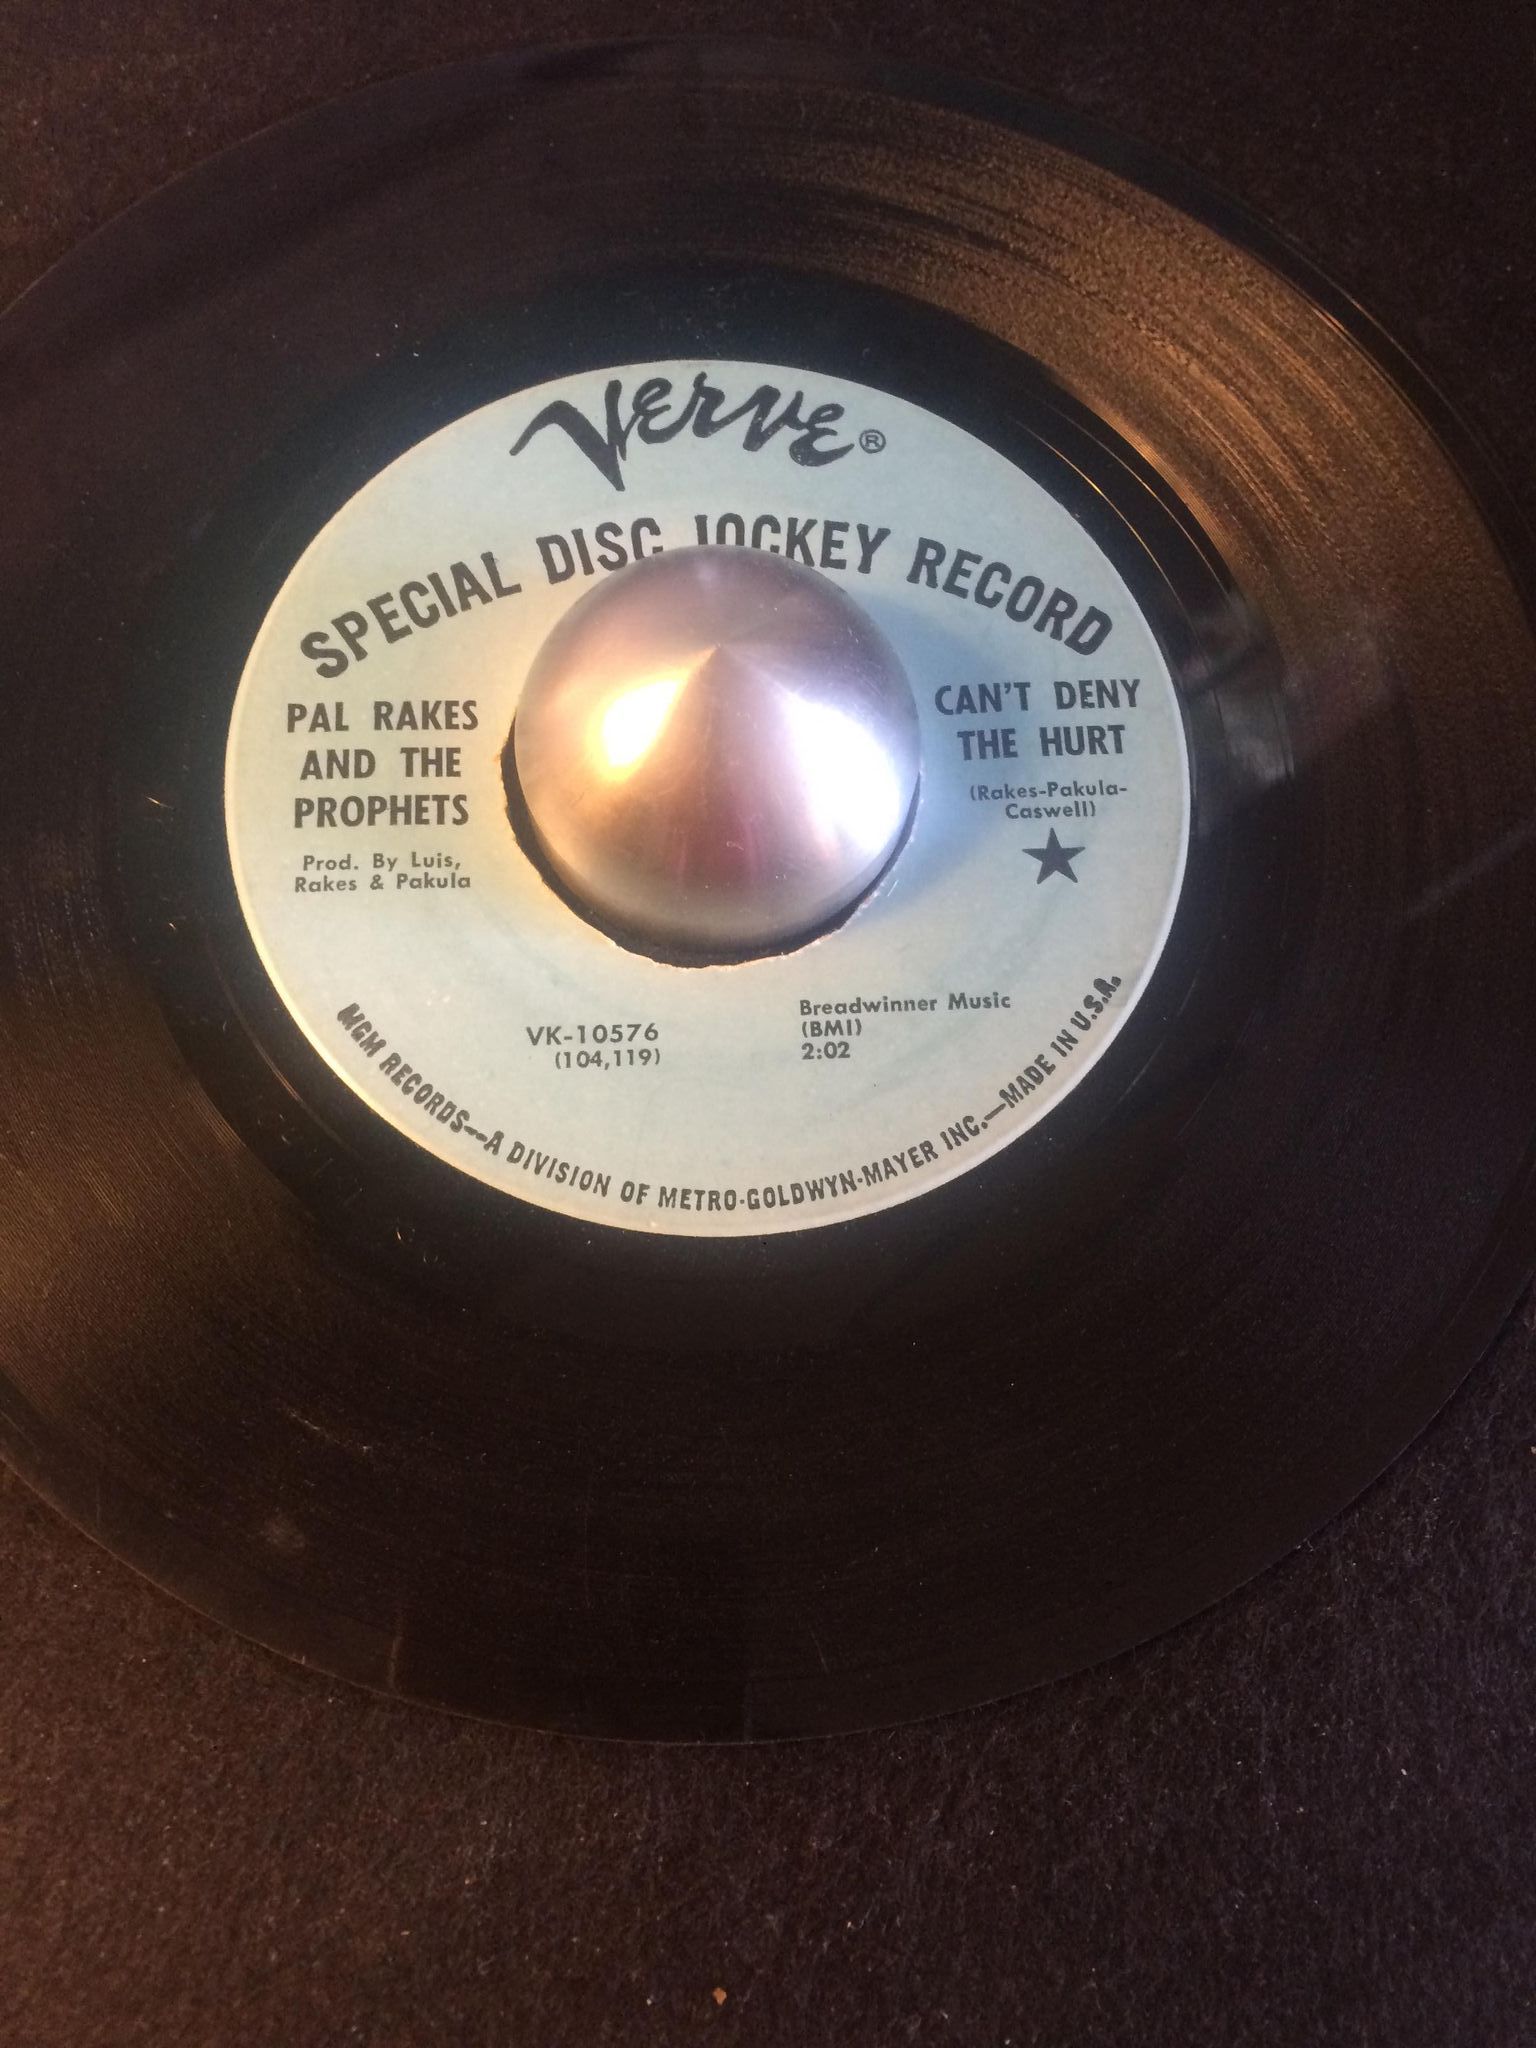 Verve®
SPECIAL DISC JOCKEY RECORD
PAL RAKES
AND THE
PROPHETS
Prod. By Luis,
Rakes & Pakula
CAN'T DENY
THE HURT
(Rakes-Pakula-
Caswell)
VK-10576
(104,119)
Breadwinner Music
(BMI)
2:02
MGM RECORDS—A DIVISION OF METRO-GOLDWYN-MAYER INC.—MADE IN U.S.A.